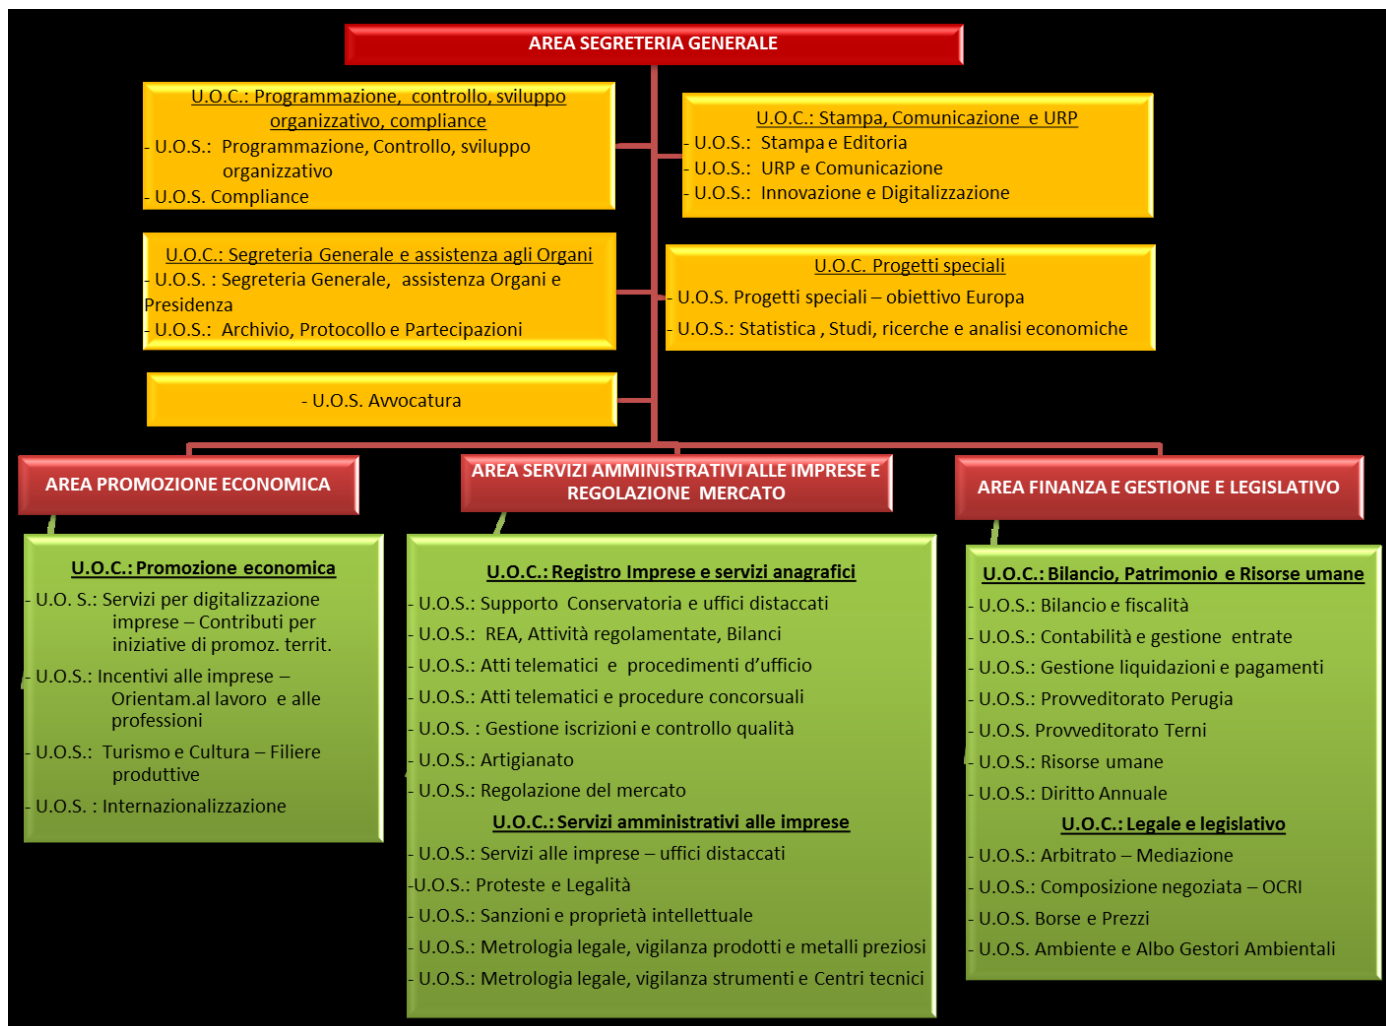 AREA SEGRETERIA GENERALE
U.O.C.: Programmazione, controllo, sviluppo
organizzativo, compliance
- U.O.S.: Programmazione, Controllo, sviluppo
organizzativo
- U.O.S. Compliance
U.O.C.: Stampa, Comunicazione e URP
- U.O.S.: Stampa e Editoria
- U.O.S.: URP e Comunicazione
- U.O.S.: Innovazione e Digitalizzazione
U.O.C.: Segreteria Generale e assistenza agli Organi
- U.O.S. : Segreteria Generale, assistenza Organi e
Presidenza
- U.O.S.: Archivio, Protocollo e Partecipazioni
U.O.C. Progetti speciali
- U.O.S. Progetti speciali – obiettivo Europa
- U.O.S.: Statistica , Studi, ricerche e analisi economiche
- U.O.S. Avvocatura
AREA PROMOZIONE ECONOMICA
AREA SERVIZI AMMINISTRATIVI ALLE IMPRESE E
REGOLAZIONE MERCATO
AREA FINANZA E GESTIONE E LEGISLATIVO
U.O.C.: Promozione economica
- U.O. S.: Servizi per digitalizzazione
imprese – Contributi per
iniziative di promoz. territ.
- U.O.S.: Incentivi alle imprese –
Orientam.al lavoro e alle
professioni
- U.O.S.: Turismo e Cultura – Filiere
produttive
- U.O.S. : Internazionalizzazione
U.O.C.: Registro Imprese e servizi anagrafici
- U.O.S.: Supporto Conservatoria e uffici distaccati
- U.O.S.: REA, Attività regolamentate, Bilanci
- U.O.S.: Atti telematici e procedimenti d’ufficio
- U.O.S.: Atti telematici e procedure concorsuali
- U.O.S. : Gestione iscrizioni e controllo qualità
- U.O.S.: Artigianato
- U.O.S.: Regolazione del mercato
U.O.C.: Servizi amministrativi alle imprese
- U.O.S.: Servizi alle imprese – uffici distaccati
-U.O.S.: Proteste e Legalità
- U.O.S.: Sanzioni e proprietà intellettuale
- U.O.S.: Metrologia legale, vigilanza prodotti e metalli preziosi
- U.O.S.: Metrologia legale, vigilanza strumenti e Centri tecnici
U.O.C.: Bilancio, Patrimonio e Risorse umane
- U.O.S.: Bilancio e fiscalità
- U.O.S.: Contabilità e gestione entrate
- U.O.S.: Gestione liquidazioni e pagamenti
- U.O.S.: Provveditorato Perugia
- U.O.S. Provveditorato Terni
- U.O.S.: Risorse umane
- U.O.S.: Diritto Annuale
U.O.C.: Legale e legislativo
- U.O.S.: Arbitrato – Mediazione
- U.O.S.: Composizione negoziata – OCRI
- U.O.S. Borse e Prezzi
- U.O.S. Ambiente e Albo Gestori Ambientali